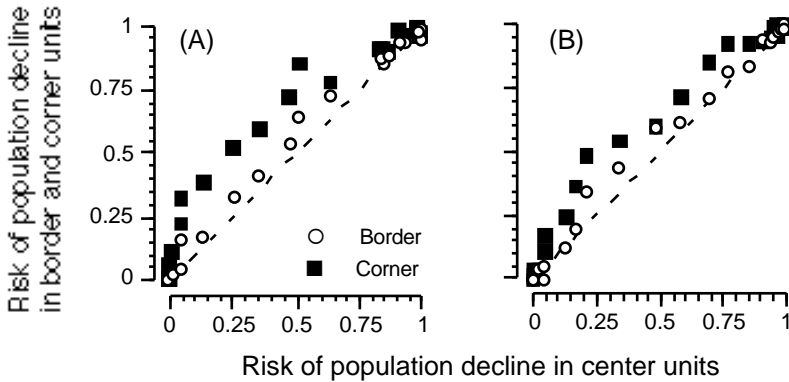 Risk of population decline
in border and corner units
(A)
1
0.75
0.5
0.25
0
Border
Corner
0 0.25 0.5 0.75 1
(B)
0 0.25 0.5 0.75 1
Risk of population decline in center units